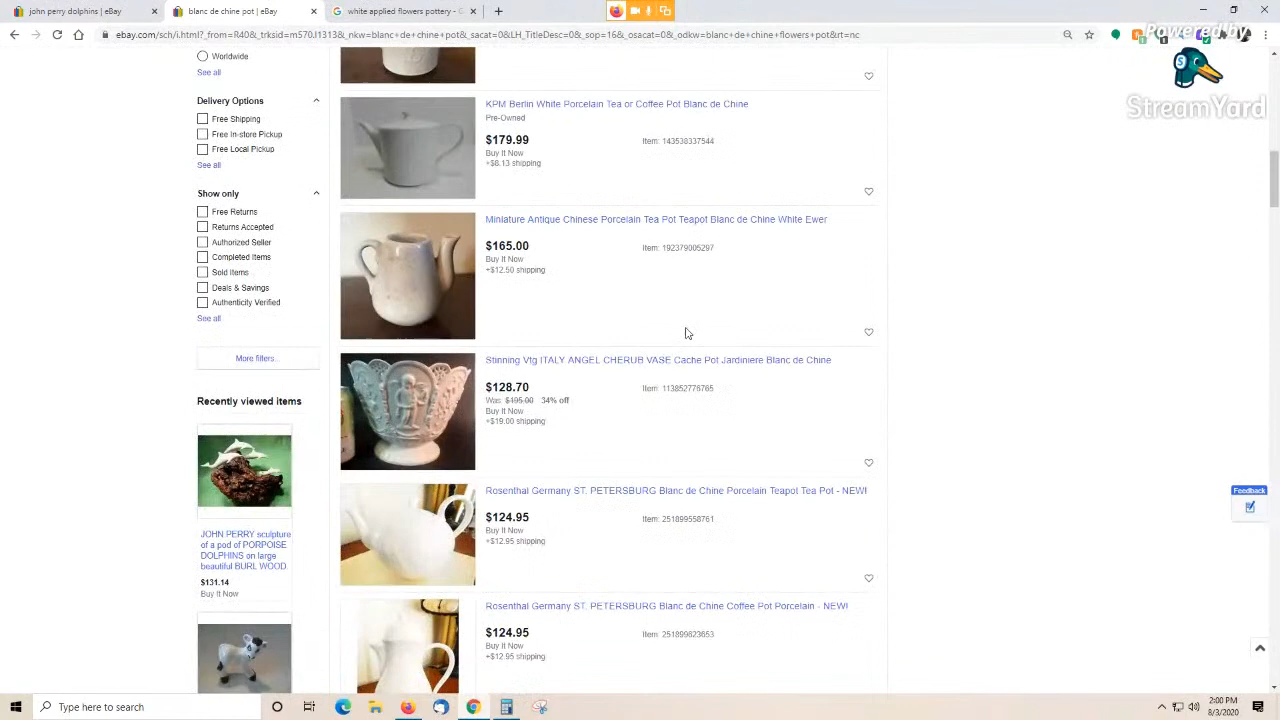 john perry dolphins | eBay
blanc de chine pot | eBay
white applied flowers pottery - G
Powered by
ebay.com/sch/i.html?_from=R40&_trksid=m570.l1313&_nkw=blanc+de+chine+pot&_sacat=0&LH_TitleDesc=0&_sop=16&_osacat=0&_odkw=blanc+de+chine+flowers+pot&rt=nc
StreamYard
Worldwide
See all
Delivery Options
Free Shipping
Free In-store Pickup
Free Local Pickup
See all
Show only
Free Returns
Returns Accepted
Authorized Seller
Completed Items
Sold Items
Deals & Savings
Authenticity Verified
See all
More filters...
Recently viewed items
JOHN PERRY sculpture
of a pod of PORPOISE
DOLPHINS on large
beautiful BURL WOOD.
$131.14
Buy It Now
KPM Berlin White Porcelain Tea or Coffee Pot Blanc de Chine
Pre-Owned
$179.99
Item: 143538337544
Buy It Now
+$8.13 shipping
Miniature Antique Chinese Porcelain Tea Pot Teapot Blanc de Chine White Ewer
$165.00
Item: 192379005297
Buy It Now
+$12.50 shipping
Stinning Vtg ITALY ANGEL CHERUB VASE Cache Pot Jardiniere Blanc de Chine
$128.70
Item: 113852776765
Was: $195.00 34% off
Buy It Now
+$19.00 shipping
Rosenthal Germany ST. PETERSBURG Blanc de Chine Porcelain Teapot Tea Pot - NEW!
$124.95
Item: 251899558761
Buy It Now
+$12.95 shipping
Rosenthal Germany ST. PETERSBURG Blanc de Chine Coffee Pot Porcelain - NEW!
$124.95
Item: 251899623653
Buy It Now
+$12.95 shipping
Feedback
Type here to search
2:00 PM
8/3/2020